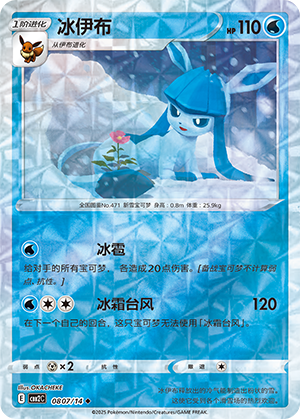 1阶进化
冰伊布
HP 110
从伊布进化
全国图鉴No.471 新雪宝可梦 身高:0.8m 体重:25.9kg
冰雹
给对手的所有宝可梦,各造成20点伤害。[备战宝可梦不计算弱点、抗性。]
冰霜台风 120
在下一个自己的回合,这只宝可梦无法使用「冰霜台风」。
弱点 ×2 抗性 撤退
illus. OKACHEKE
E CSM2C 0807/14
©2025 Pokémon/Nintendo/Creatures/GAME FREAK